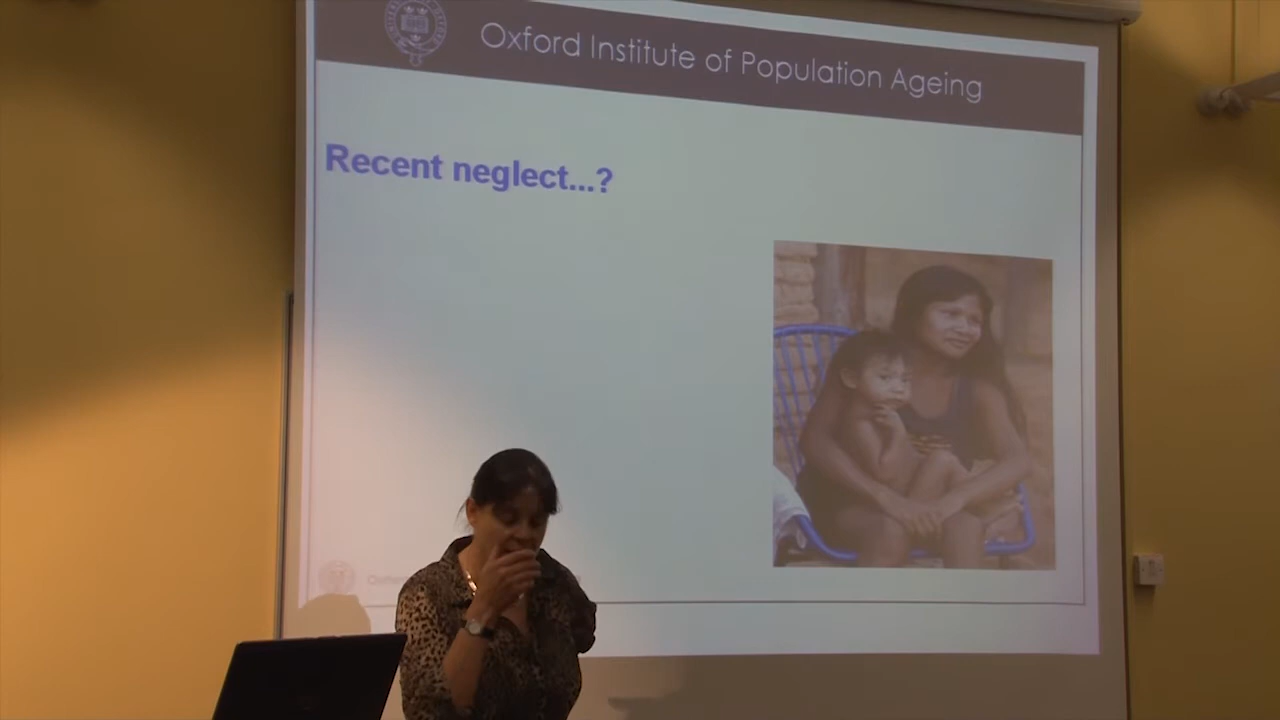 Oxford Institute of Population Ageing
Recent neglect...?